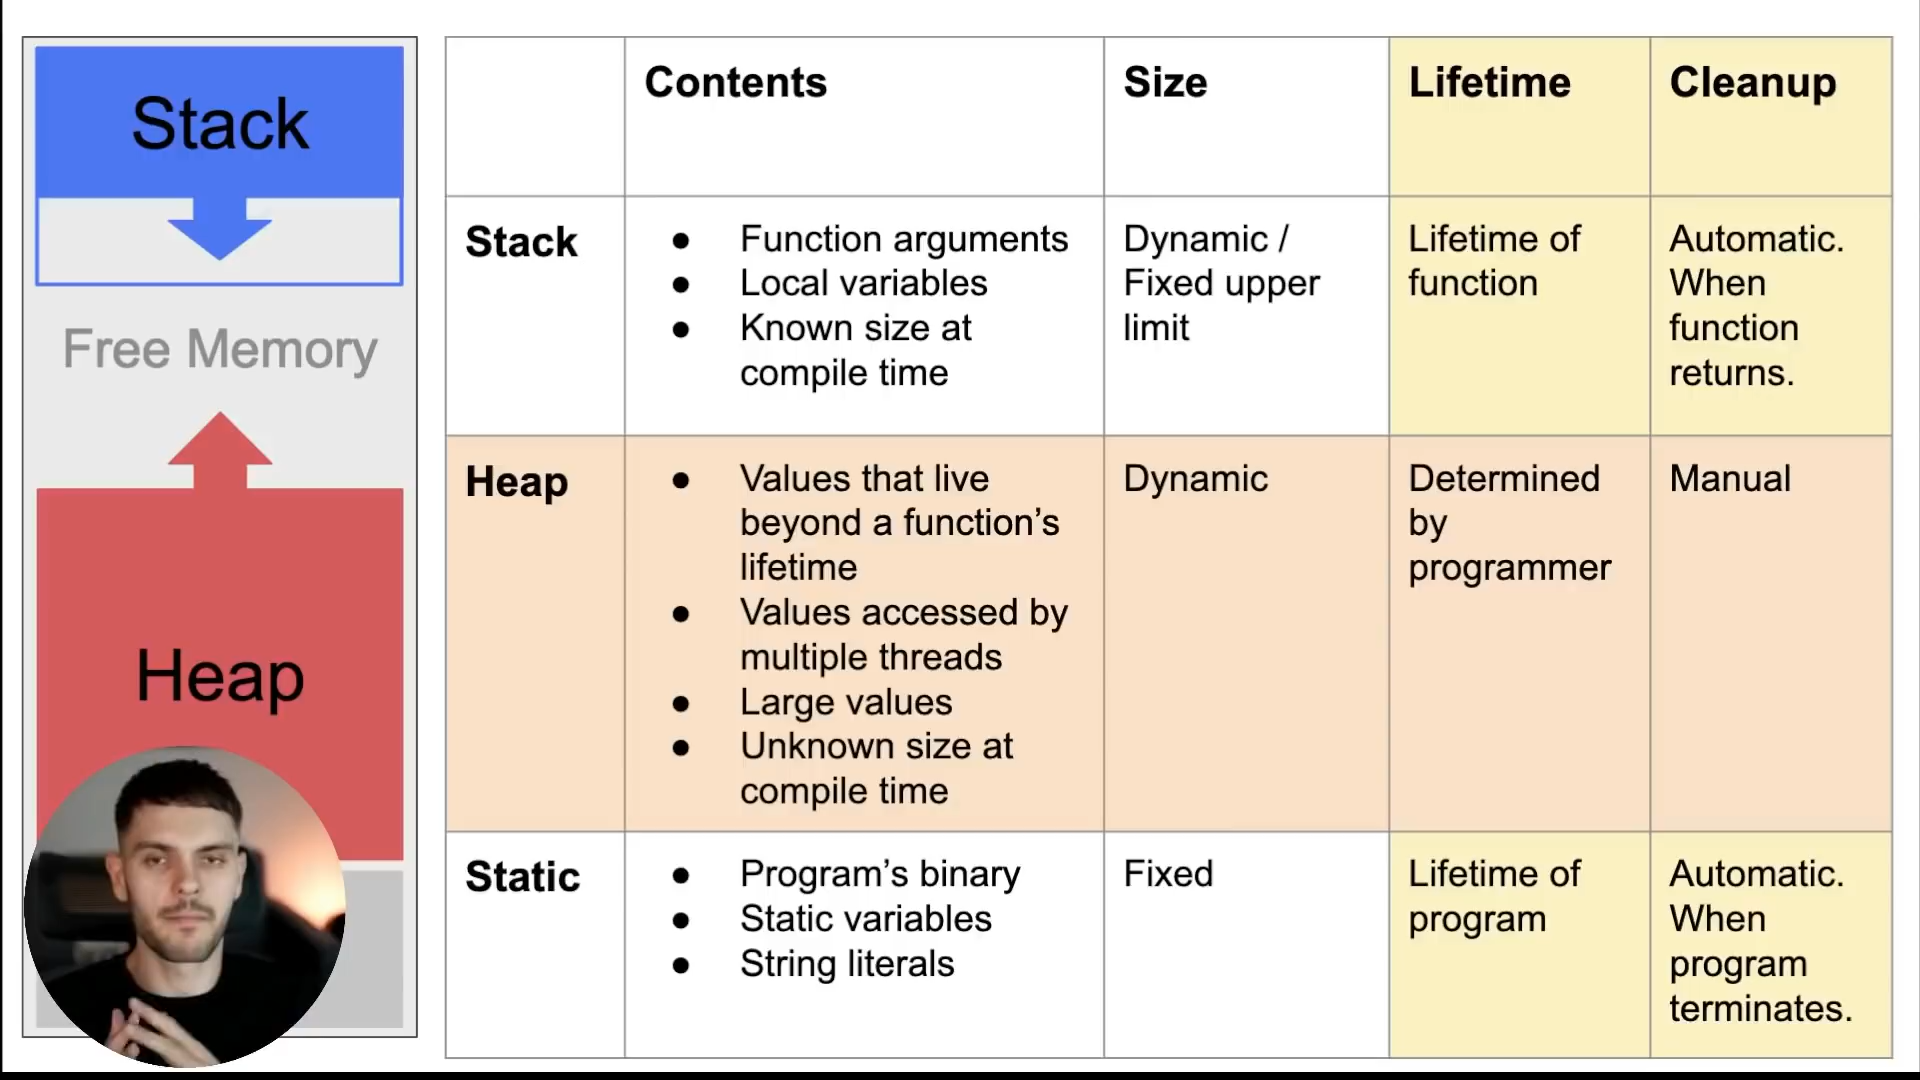 Stack
Free Memory
Heap
Contents
Size
Lifetime
Cleanup
Stack
● Function arguments
● Local variables
● Known size at
compile time
Dynamic /
Fixed upper
limit
Lifetime of
function
Automatic.
When
function
returns.
Heap
● Values that live
beyond a function’s
lifetime
● Values accessed by
multiple threads
● Large values
● Unknown size at
compile time
Dynamic
Determined
by
programmer
Manual
Static
● Program’s binary
● Static variables
● String literals
Fixed
Lifetime of
program
Automatic.
When
program
terminates.